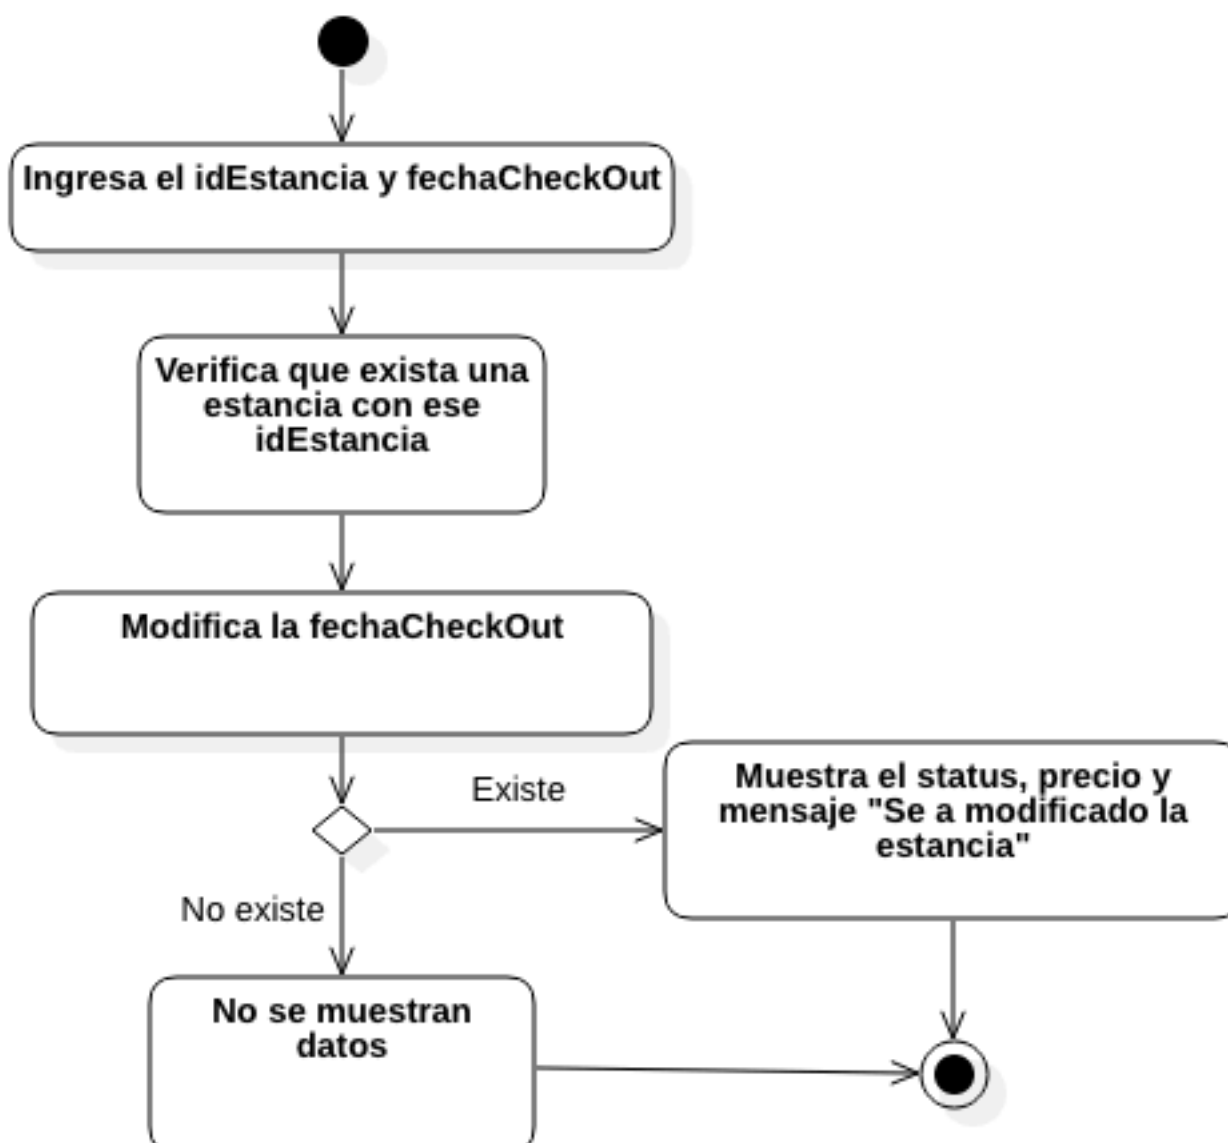 Ingresa el idEstancia y fechaCheckOut
Verifica que exista una
estancia con ese
idEstancia
Modifica la fechaCheckOut
Existe
Muestra el status, precio y
mensaje "Se a modificado la
estancia"
No existe
No se muestran
datos